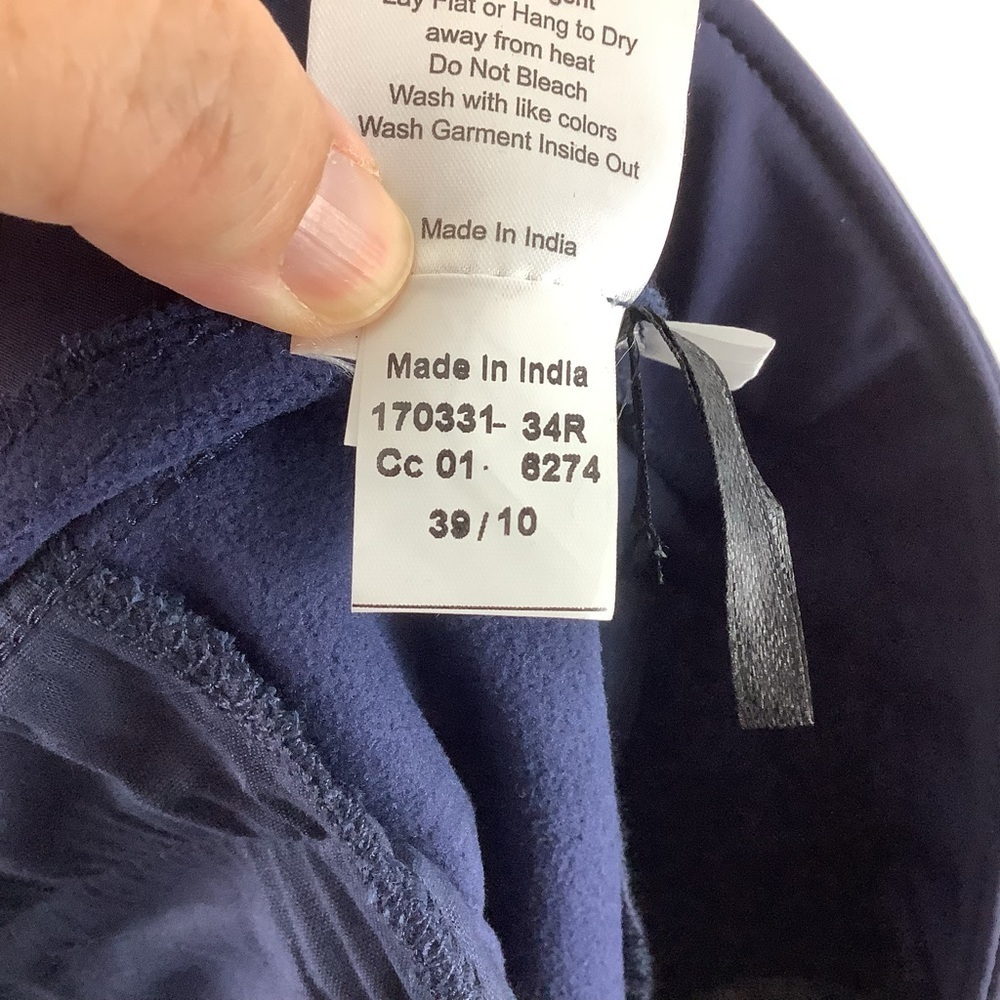 Lay Flat or Hang to Dry
away from heat
Do Not Bleach
Wash with like colors
Wash Garment Inside Out
Made In India
Made In India
170331- 34R
Cc 01· 8274
39/10